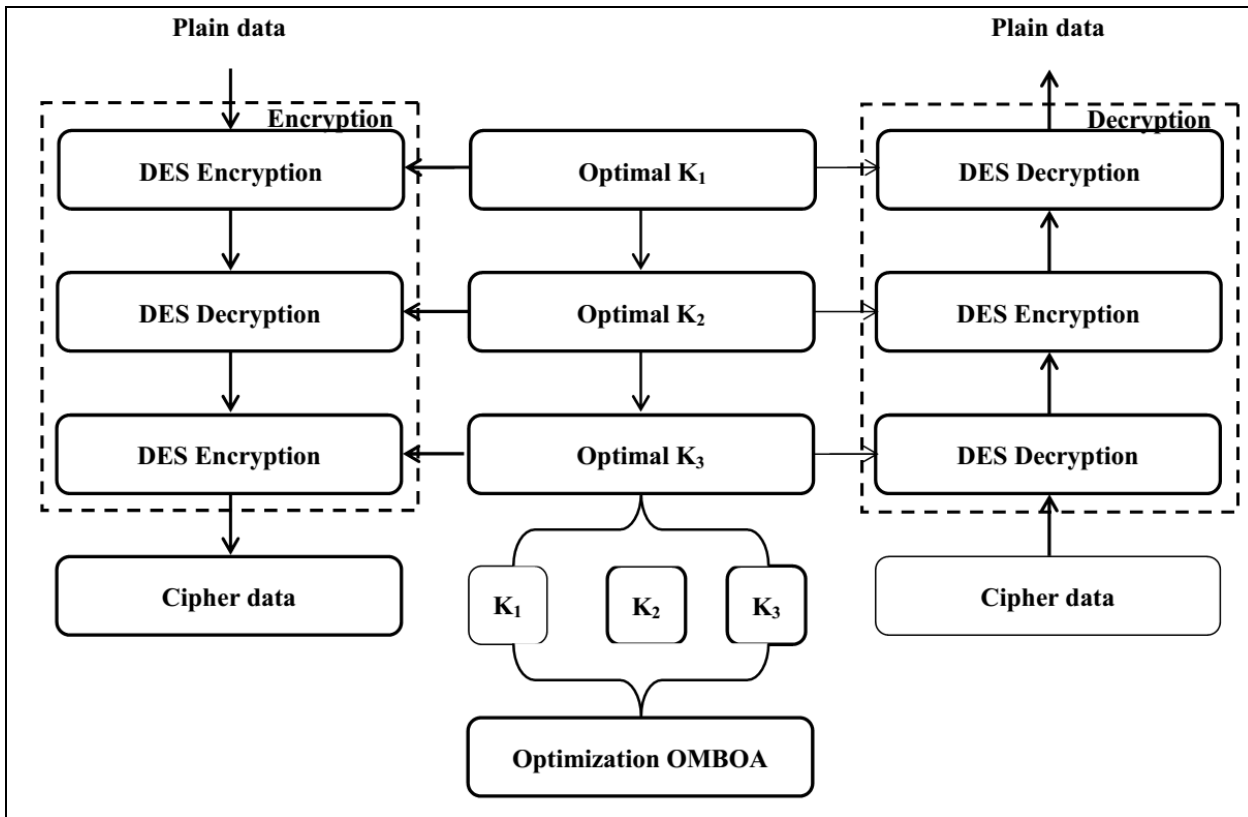 Plain data
Plain data
Encryption
Decryption
DES Encryption
Optimal K₁
DES Decryption
DES Decryption
Optimal K₂
DES Encryption
DES Encryption
Optimal K₃
DES Decryption
Cipher data
K₁
K₂
K₃
Cipher data
Optimization OMBOA